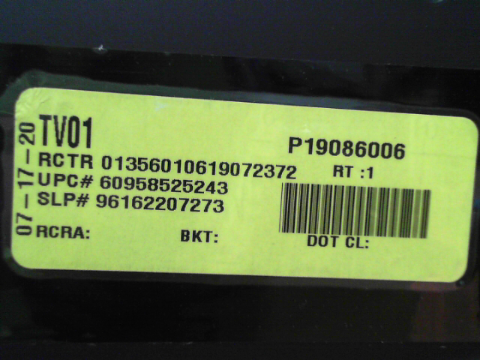 07-17-20
TV01
P19086006
RCTR 01356010619072372
RT :1
UPC# 60958525243
SLP# 96162207273
RCRA:
BKT:
DOT CL: